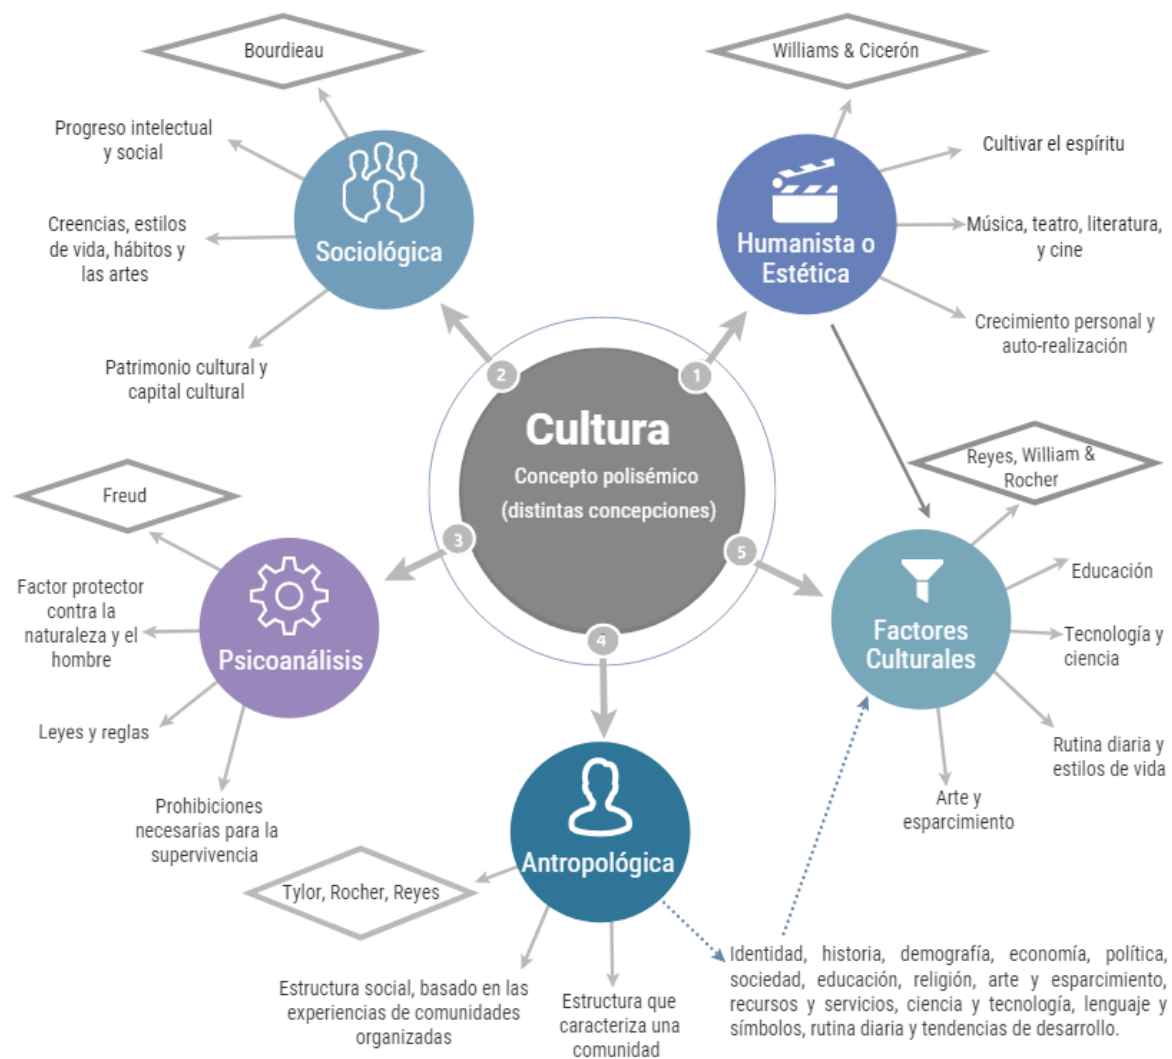 Cultura
Concepto polisémico
(distintas concepciones)
1
Humanista o
Estética
Williams & Cicerón
Cultivar el espíritu
Música, teatro, literatura,
y cine
Crecimiento personal y
auto-realización
2
Sociológica
Bourdieau
Progreso intelectual
y social
Creencias, estilos
de vida, hábitos y
las artes
Patrimonio cultural y
capital cultural
3
Psicoanálisis
Freud
Factor protector
contra la
naturaleza y el
hombre
Leyes y reglas
Prohibiciones
necesarias para la
supervivencia
4
Antropológica
Tylor, Rocher, Reyes
Estructura social, basado en las
experiencias de comunidades
organizadas
Estructura que
caracteriza una
comunidad
Identidad, historia, demografía, economía, política,
sociedad, educación, religión, arte y esparcimiento,
recursos y servicios, ciencia y tecnología, lenguaje y
símbolos, rutina diaria y tendencias de desarrollo.
5
Factores
Culturales
Reyes, William &
Rocher
Educación
Tecnología y
ciencia
Rutina diaria y
estilos de vida
Arte y
esparcimiento